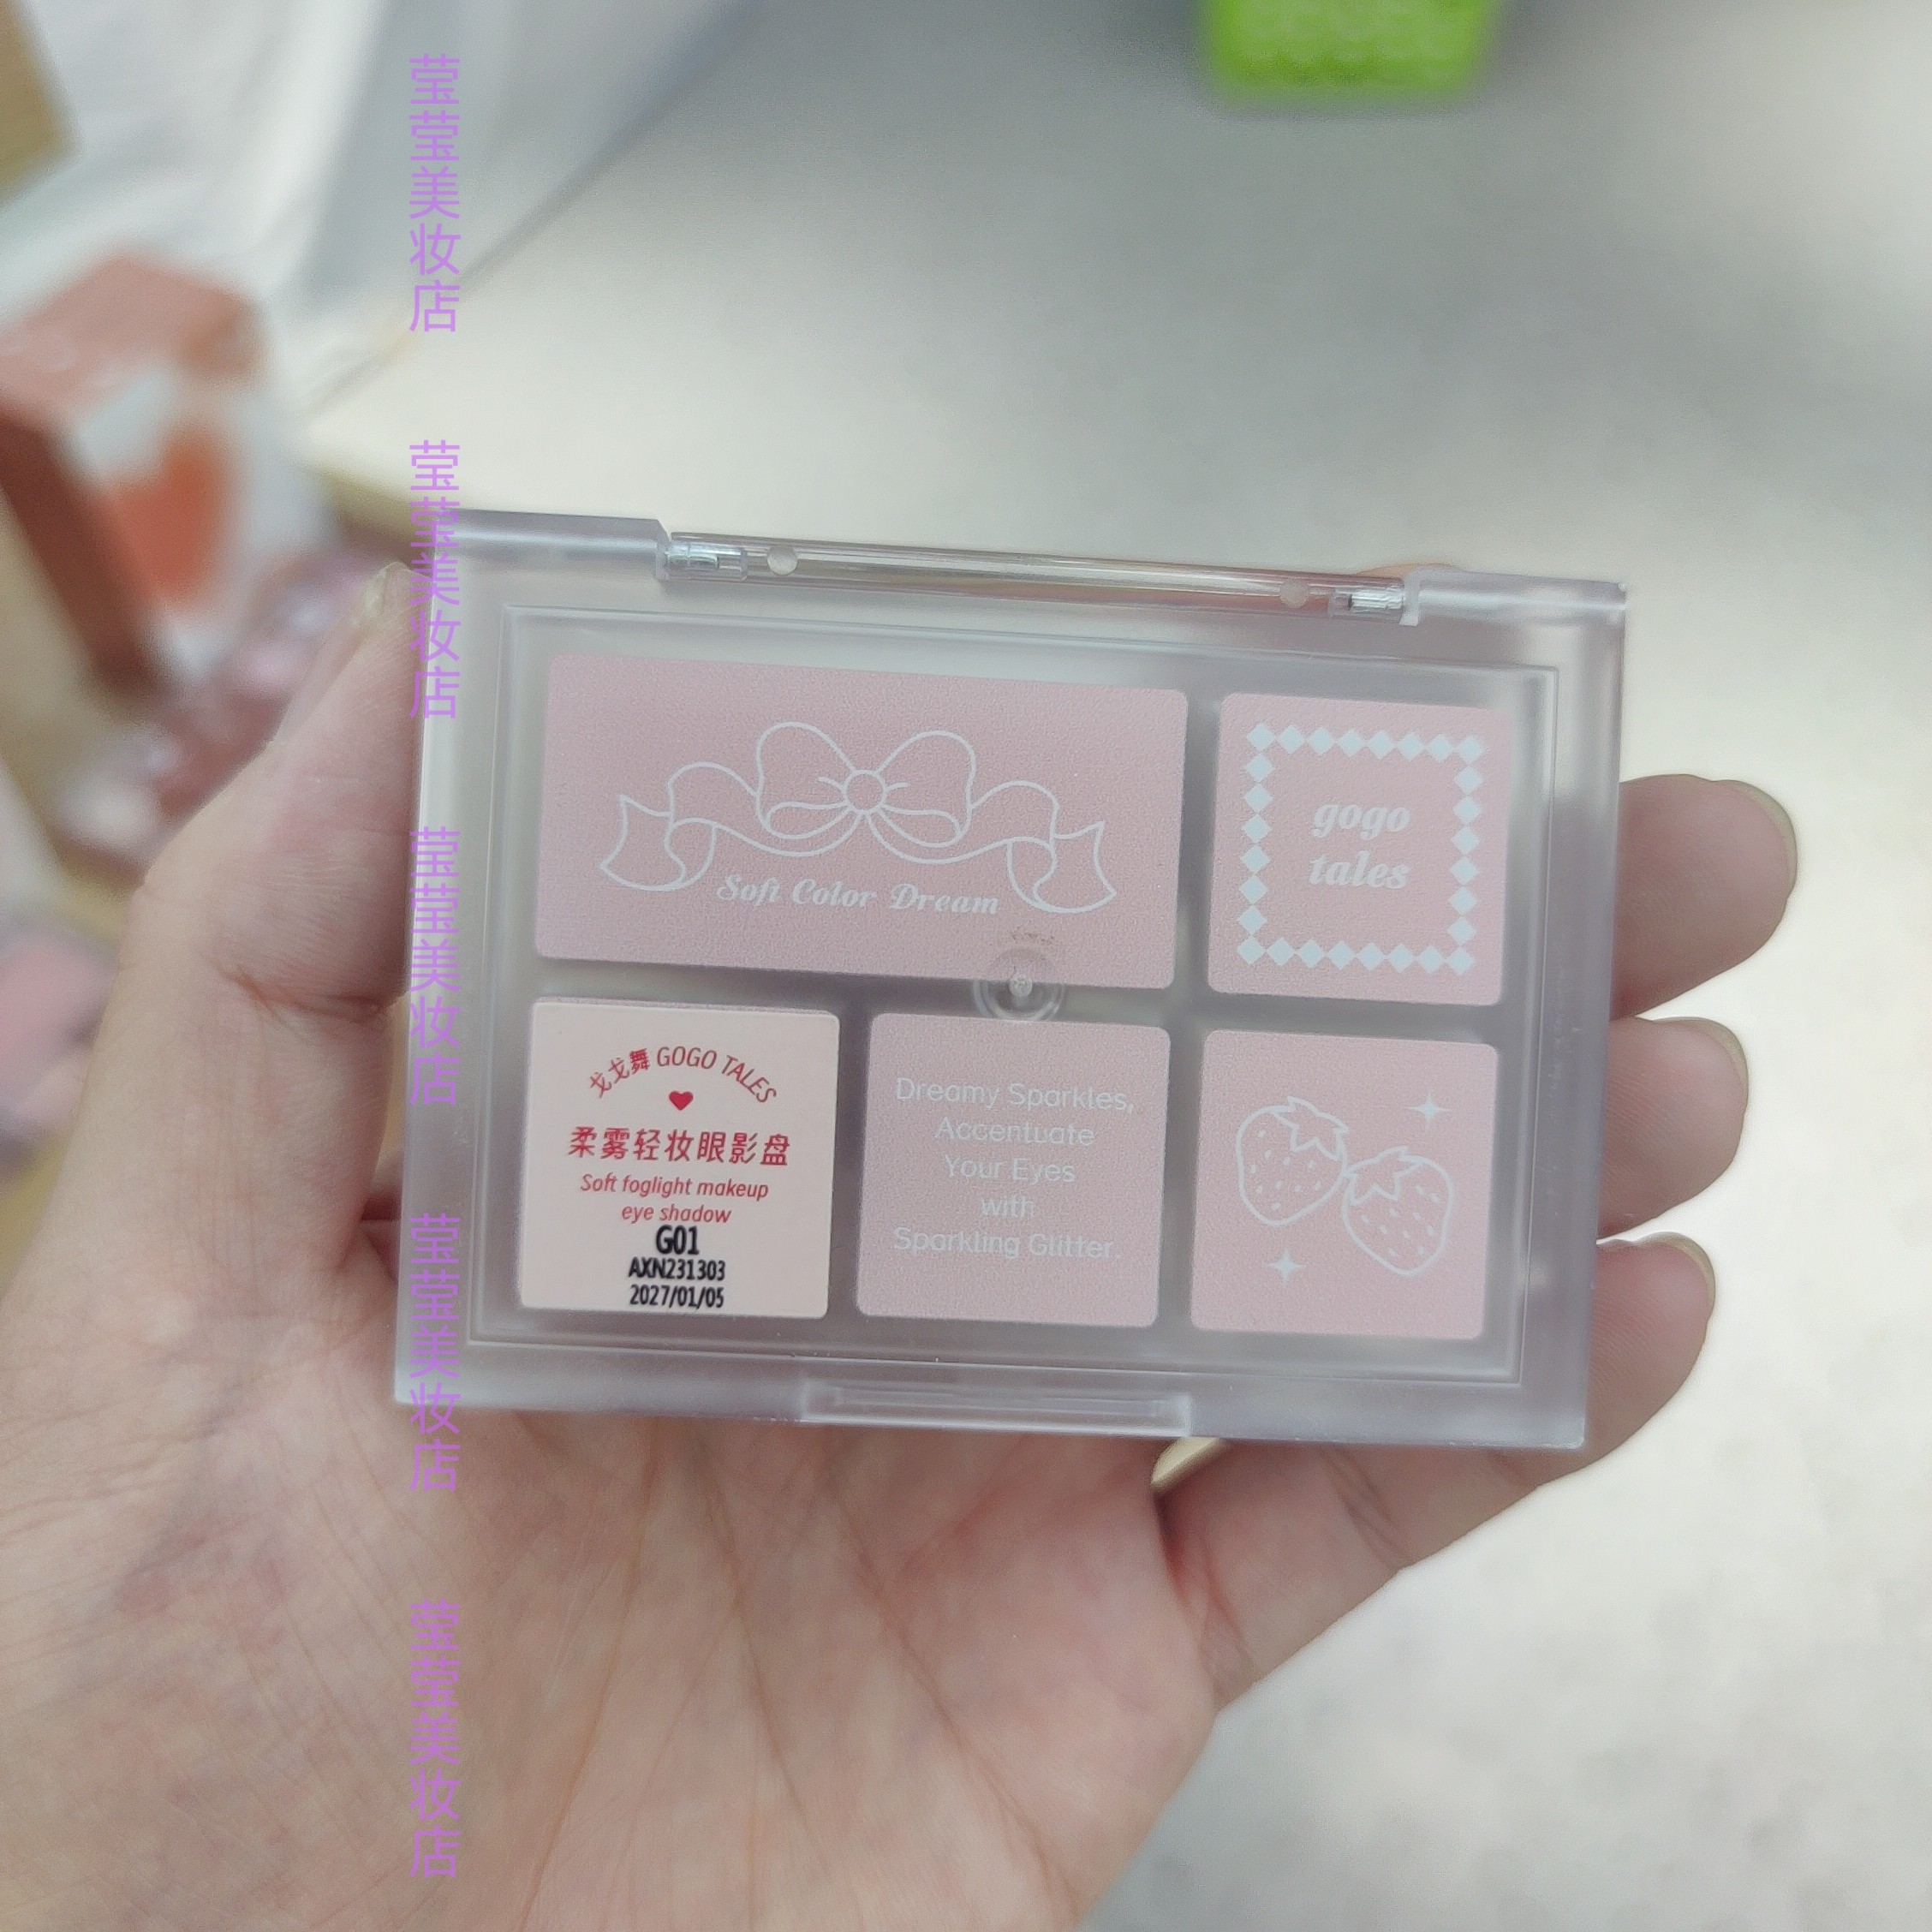 莹莹美妆店
莹莹美妆店
莹莹美妆店
莹莹美妆店
莹莹美妆店
Soft Color Dream
gogo
tales
戈戈舞 GOGO TALES
柔雾轻妆眼影盘
Soft foglight makeup
eye shadow
G01
AXN231303
2027/01/05
Dreamy Sparkles,
Accentuate
Your Eyes
with
Sparkling Glitter.